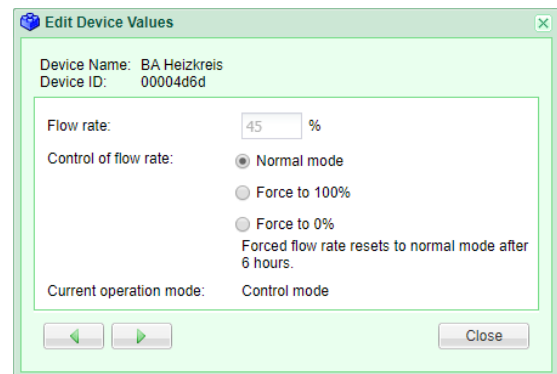 Edit Device Values
Device Name: BA Heizkreis
Device ID: 00004d6d
Flow rate: 45 %
Control of flow rate: Normal mode
Force to 100%
Force to 0%
Forced flow rate resets to normal mode after
6 hours.
Current operation mode: Control mode
Close